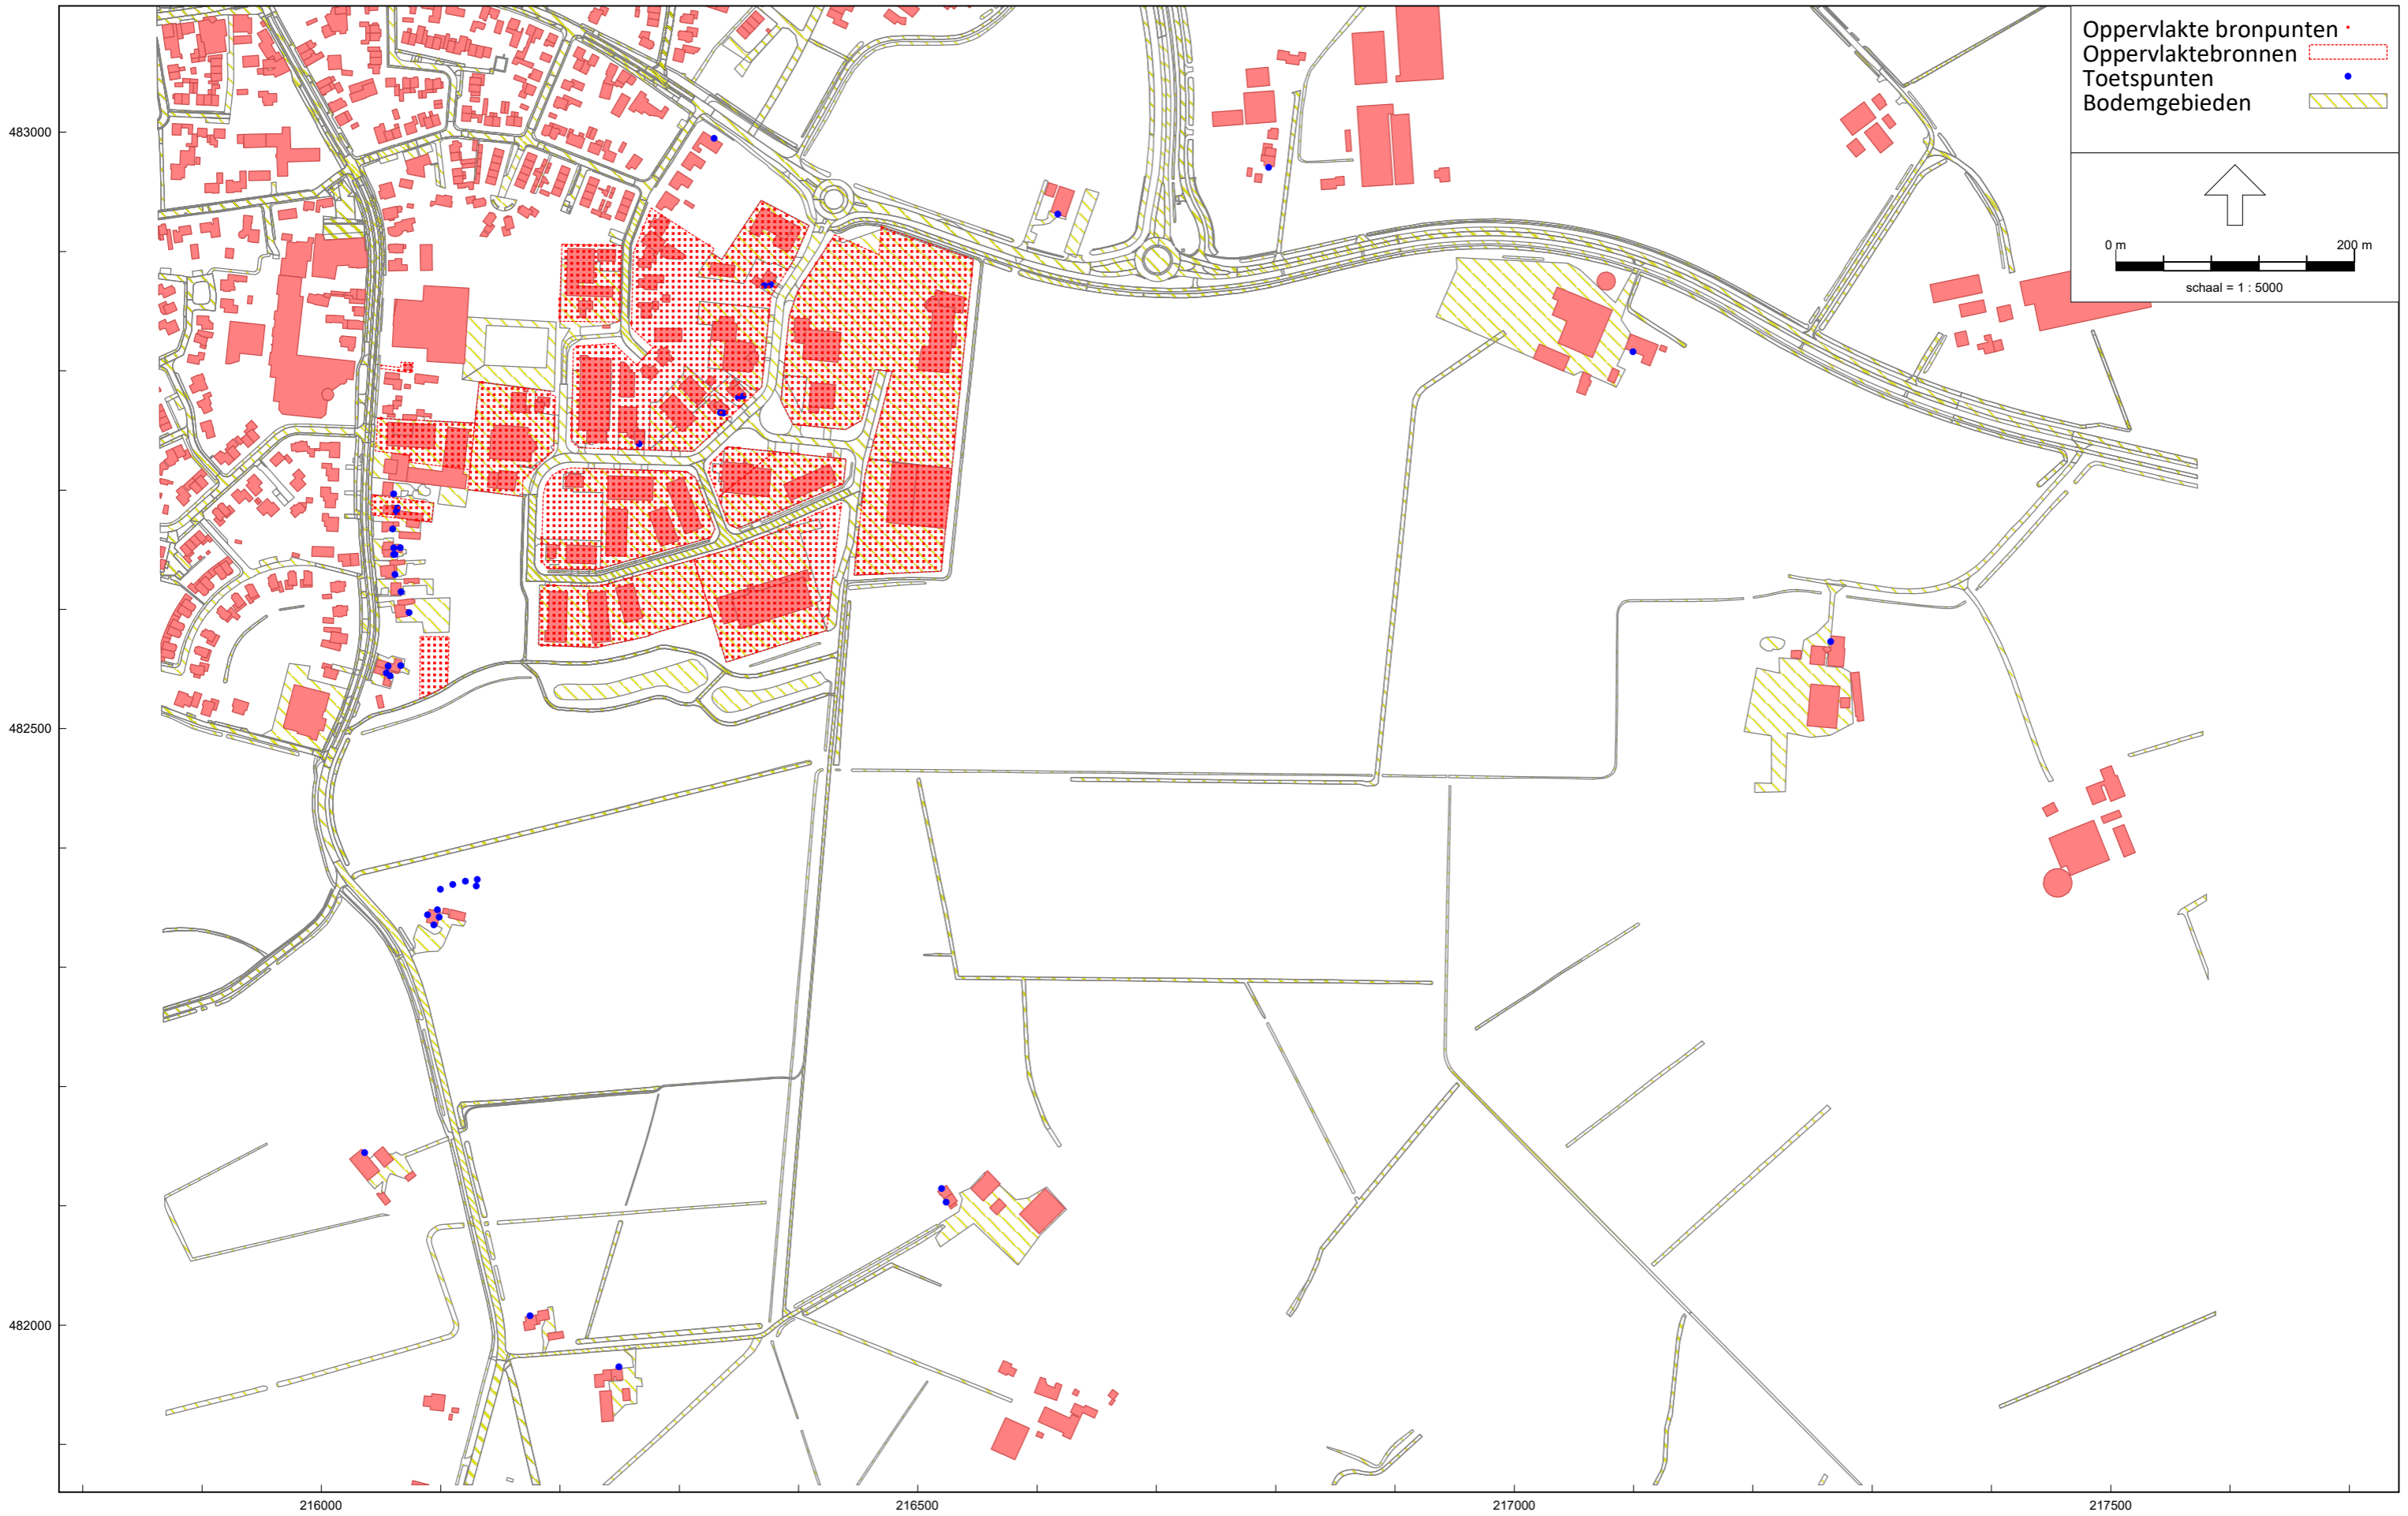 Oppervlakte bronpunten
Oppervlaktebronnen
Toetspunten
Bodemgebieden
0 m 200 m
schaal = 1 : 5000
483000
482500
482000
216000 216500 217000 217500